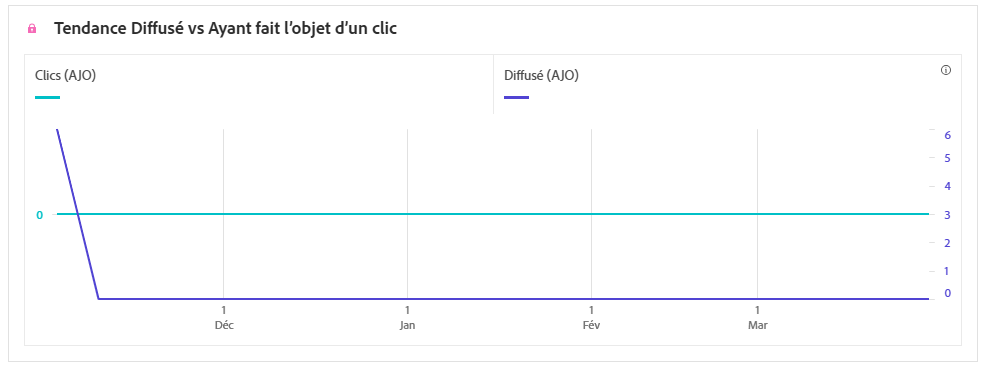 Tendance Diffusé vs Ayant fait l'objet d'un clic
Clics (AJO)
Diffusé (AJO)
0
6
5
4
3
2
1
0
1
Déc
1
Jan
1
Fév
1
Mar